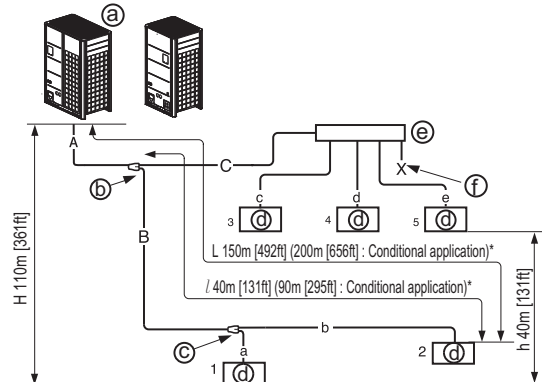 ⓐ
A
C
ⓔ
ⓑ
X
ⓕ
c
d
e
3 ⓓ
4 ⓓ
5 ⓓ
B
H 110m [361ft]
L 150m [492ft] (200m [656ft] : Conditional application)*
l 40m [131ft] (90m [295ft] : Conditional application)*
h 40m [131ft]
b
ⓒ
a
2 ⓓ
1 ⓓ